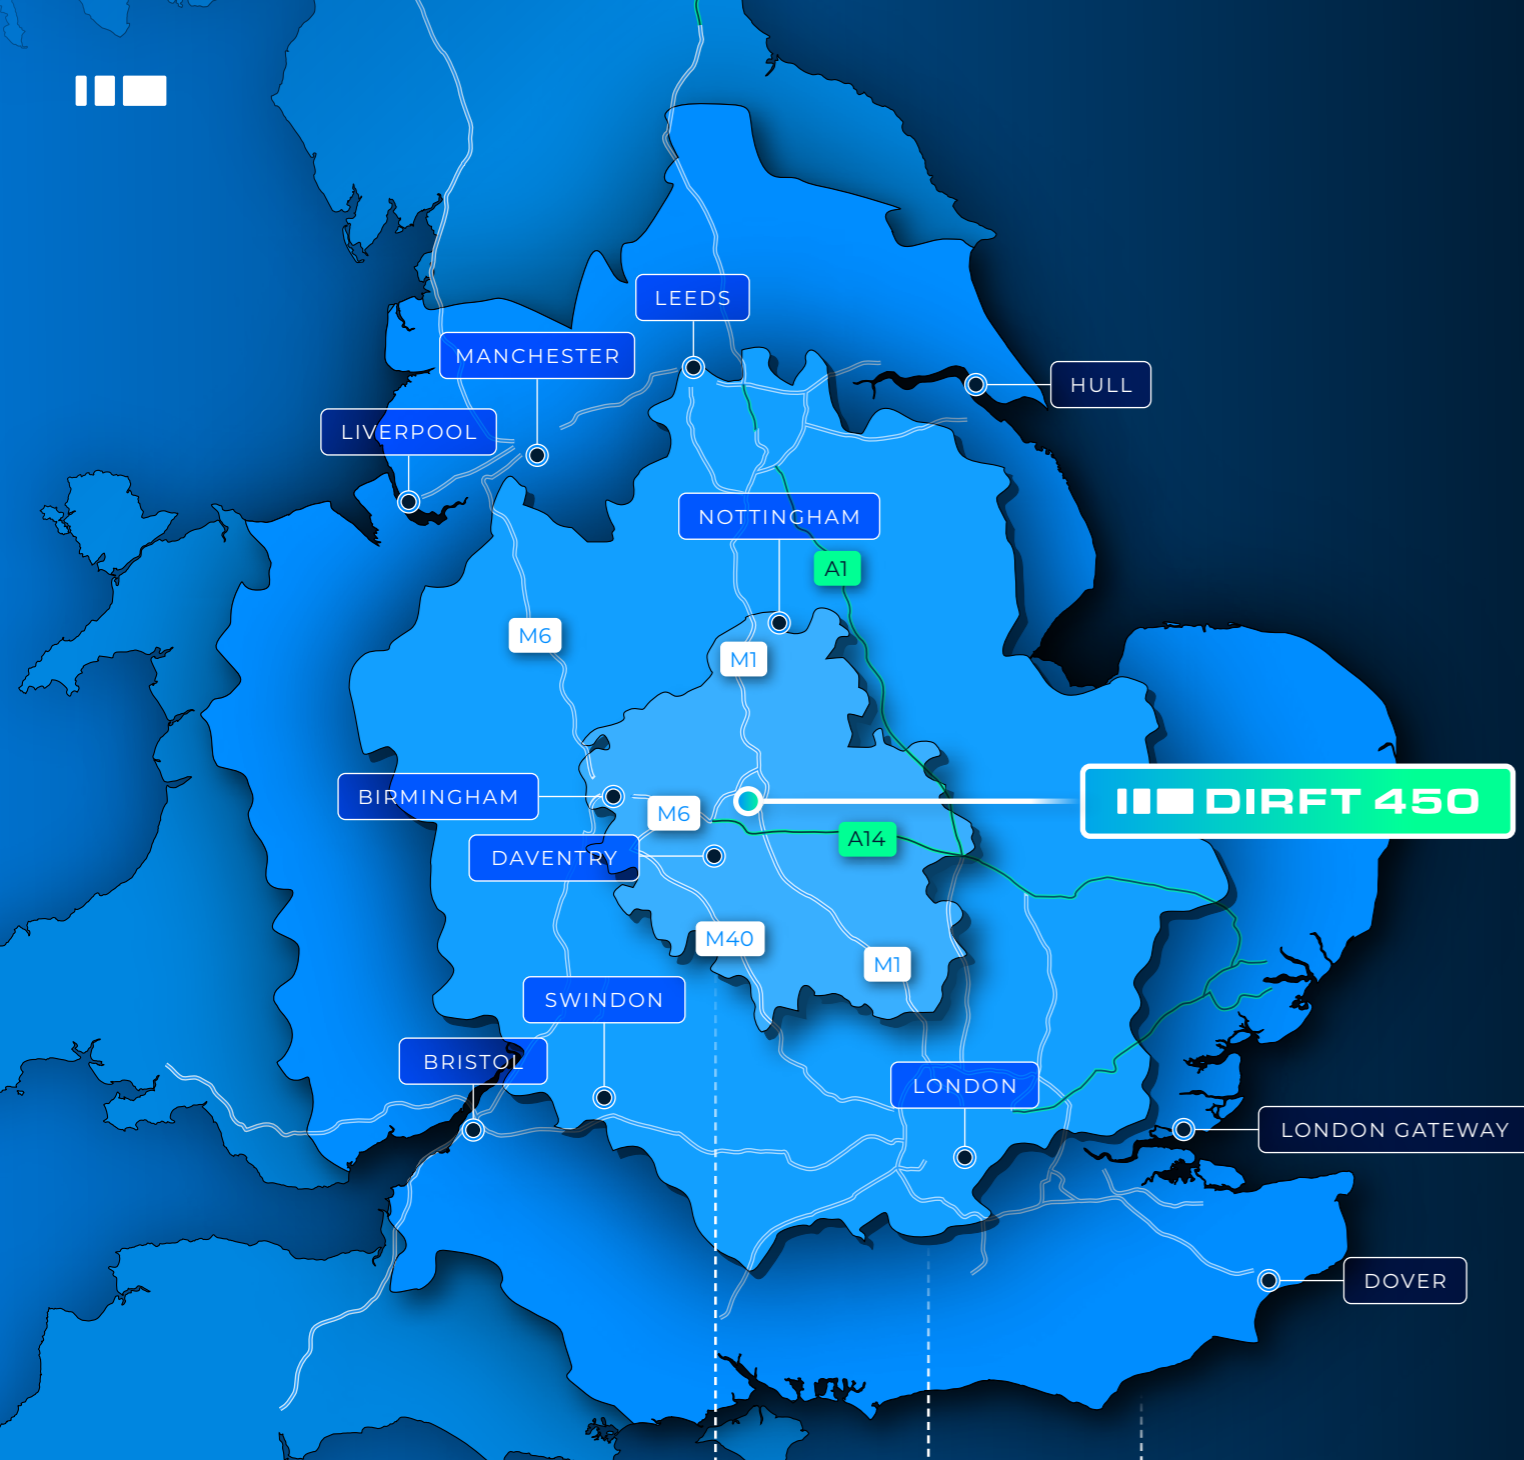 LEEDS
MANCHESTER
HULL
LIVERPOOL
NOTTINGHAM
A1
M6
M1
BIRMINGHAM
M6
DIRFT 450
A14
DAVENTRY
M40
M1
SWINDON
BRISTOL
LONDON
LONDON GATEWAY
DOVER